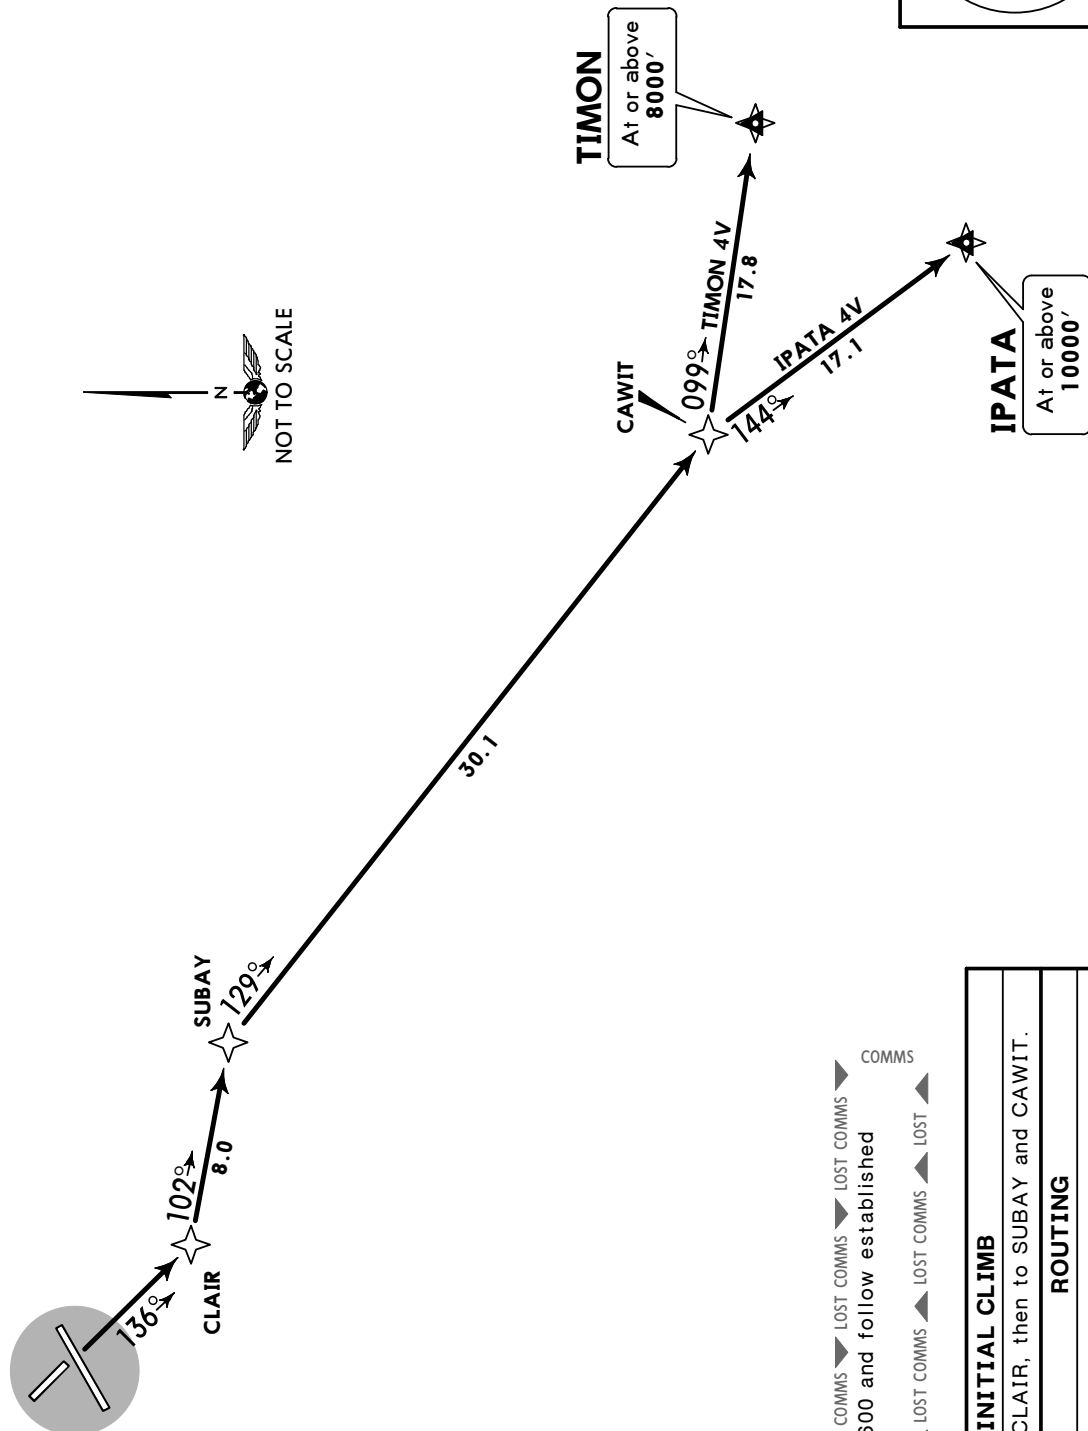 TIMON
At or above
8000′
N
NOT TO SCALE
CAWIT
099°
TIMON 4V
17.8
144°
IPATA 4V
17.1
IPATA
At or above
10000′
30.1
SUBAY
129°
102°
8.0
CLAIR
136°
COMMS LOST COMMS LOST COMMS
COMMS
600 and follow established
LOST COMMS LOST COMMS LOST
INITIAL CLIMB
CLAIR, then to SUBAY and CAWIT.
ROUTING